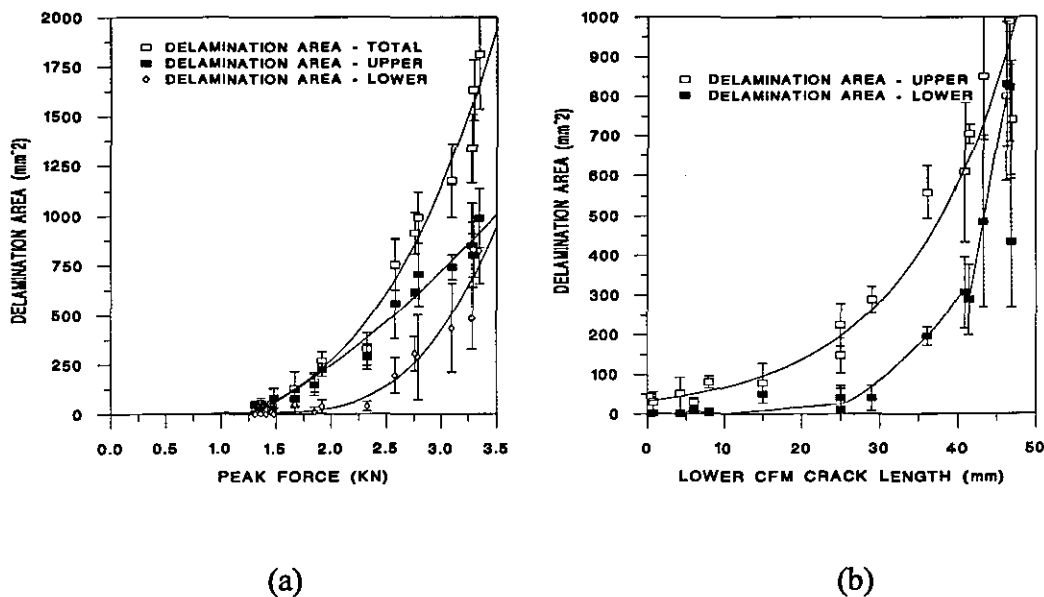 2000
1750
1500
1250
1000
750
500
250
0
DELAMINATION AREA (mm^2)
DELAMINATION AREA - TOTAL
DELAMINATION AREA - UPPER
DELAMINATION AREA - LOWER
0.0 0.5 1.0 1.5 2.0 2.5 3.0 3.5
PEAK FORCE (KN)
(a)
1000
900
800
700
600
500
400
300
200
100
0
DELAMINATION AREA (mm^2)
DELAMINATION AREA - UPPER
DELAMINATION AREA - LOWER
0 10 20 30 40 50
LOWER CFM CRACK LENGTH (mm)
(b)